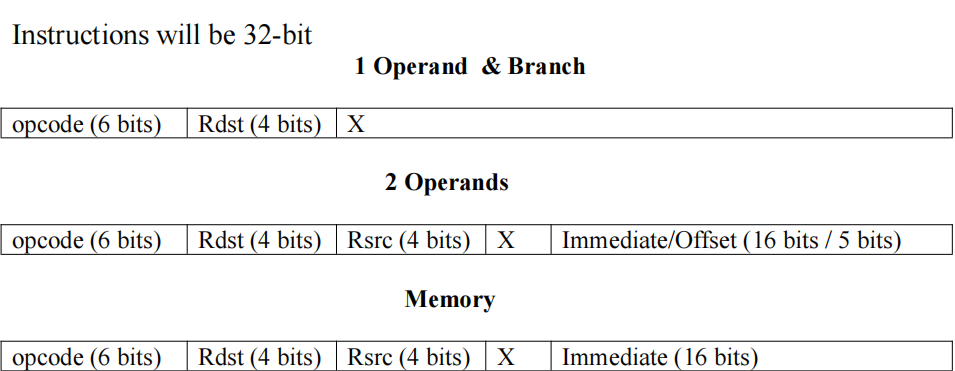 Instructions will be 32-bit
1 Operand & Branch
opcode (6 bits) Rdst (4 bits) X
2 Operands
opcode (6 bits) Rdst (4 bits) Rsrc (4 bits) X Immediate/Offset (16 bits / 5 bits)
Memory
opcode (6 bits) Rdst (4 bits) Rsrc (4 bits) X Immediate (16 bits)